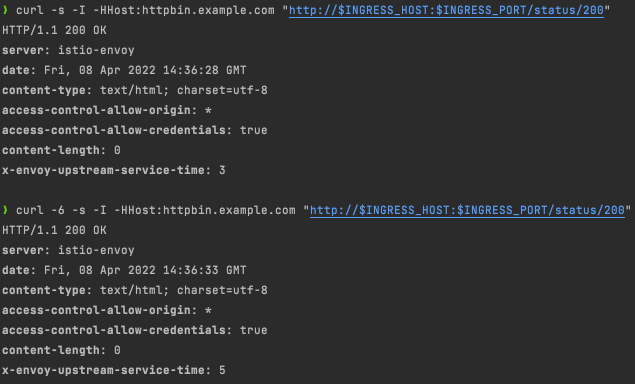 ❯ curl -s -I -HHost:httpbin.example.com "http://$INGRESS_HOST:$INGRESS_PORT/status/200"
HTTP/1.1 200 OK
server: istio-envoy
date: Fri, 08 Apr 2022 14:36:28 GMT
content-type: text/html; charset=utf-8
access-control-allow-origin: *
access-control-allow-credentials: true
content-length: 0
x-envoy-upstream-service-time: 3

❯ curl -6 -s -I -HHost:httpbin.example.com "http://$INGRESS_HOST:$INGRESS_PORT/status/200"
HTTP/1.1 200 OK
server: istio-envoy
date: Fri, 08 Apr 2022 14:36:33 GMT
content-type: text/html; charset=utf-8
access-control-allow-origin: *
access-control-allow-credentials: true
content-length: 0
x-envoy-upstream-service-time: 5